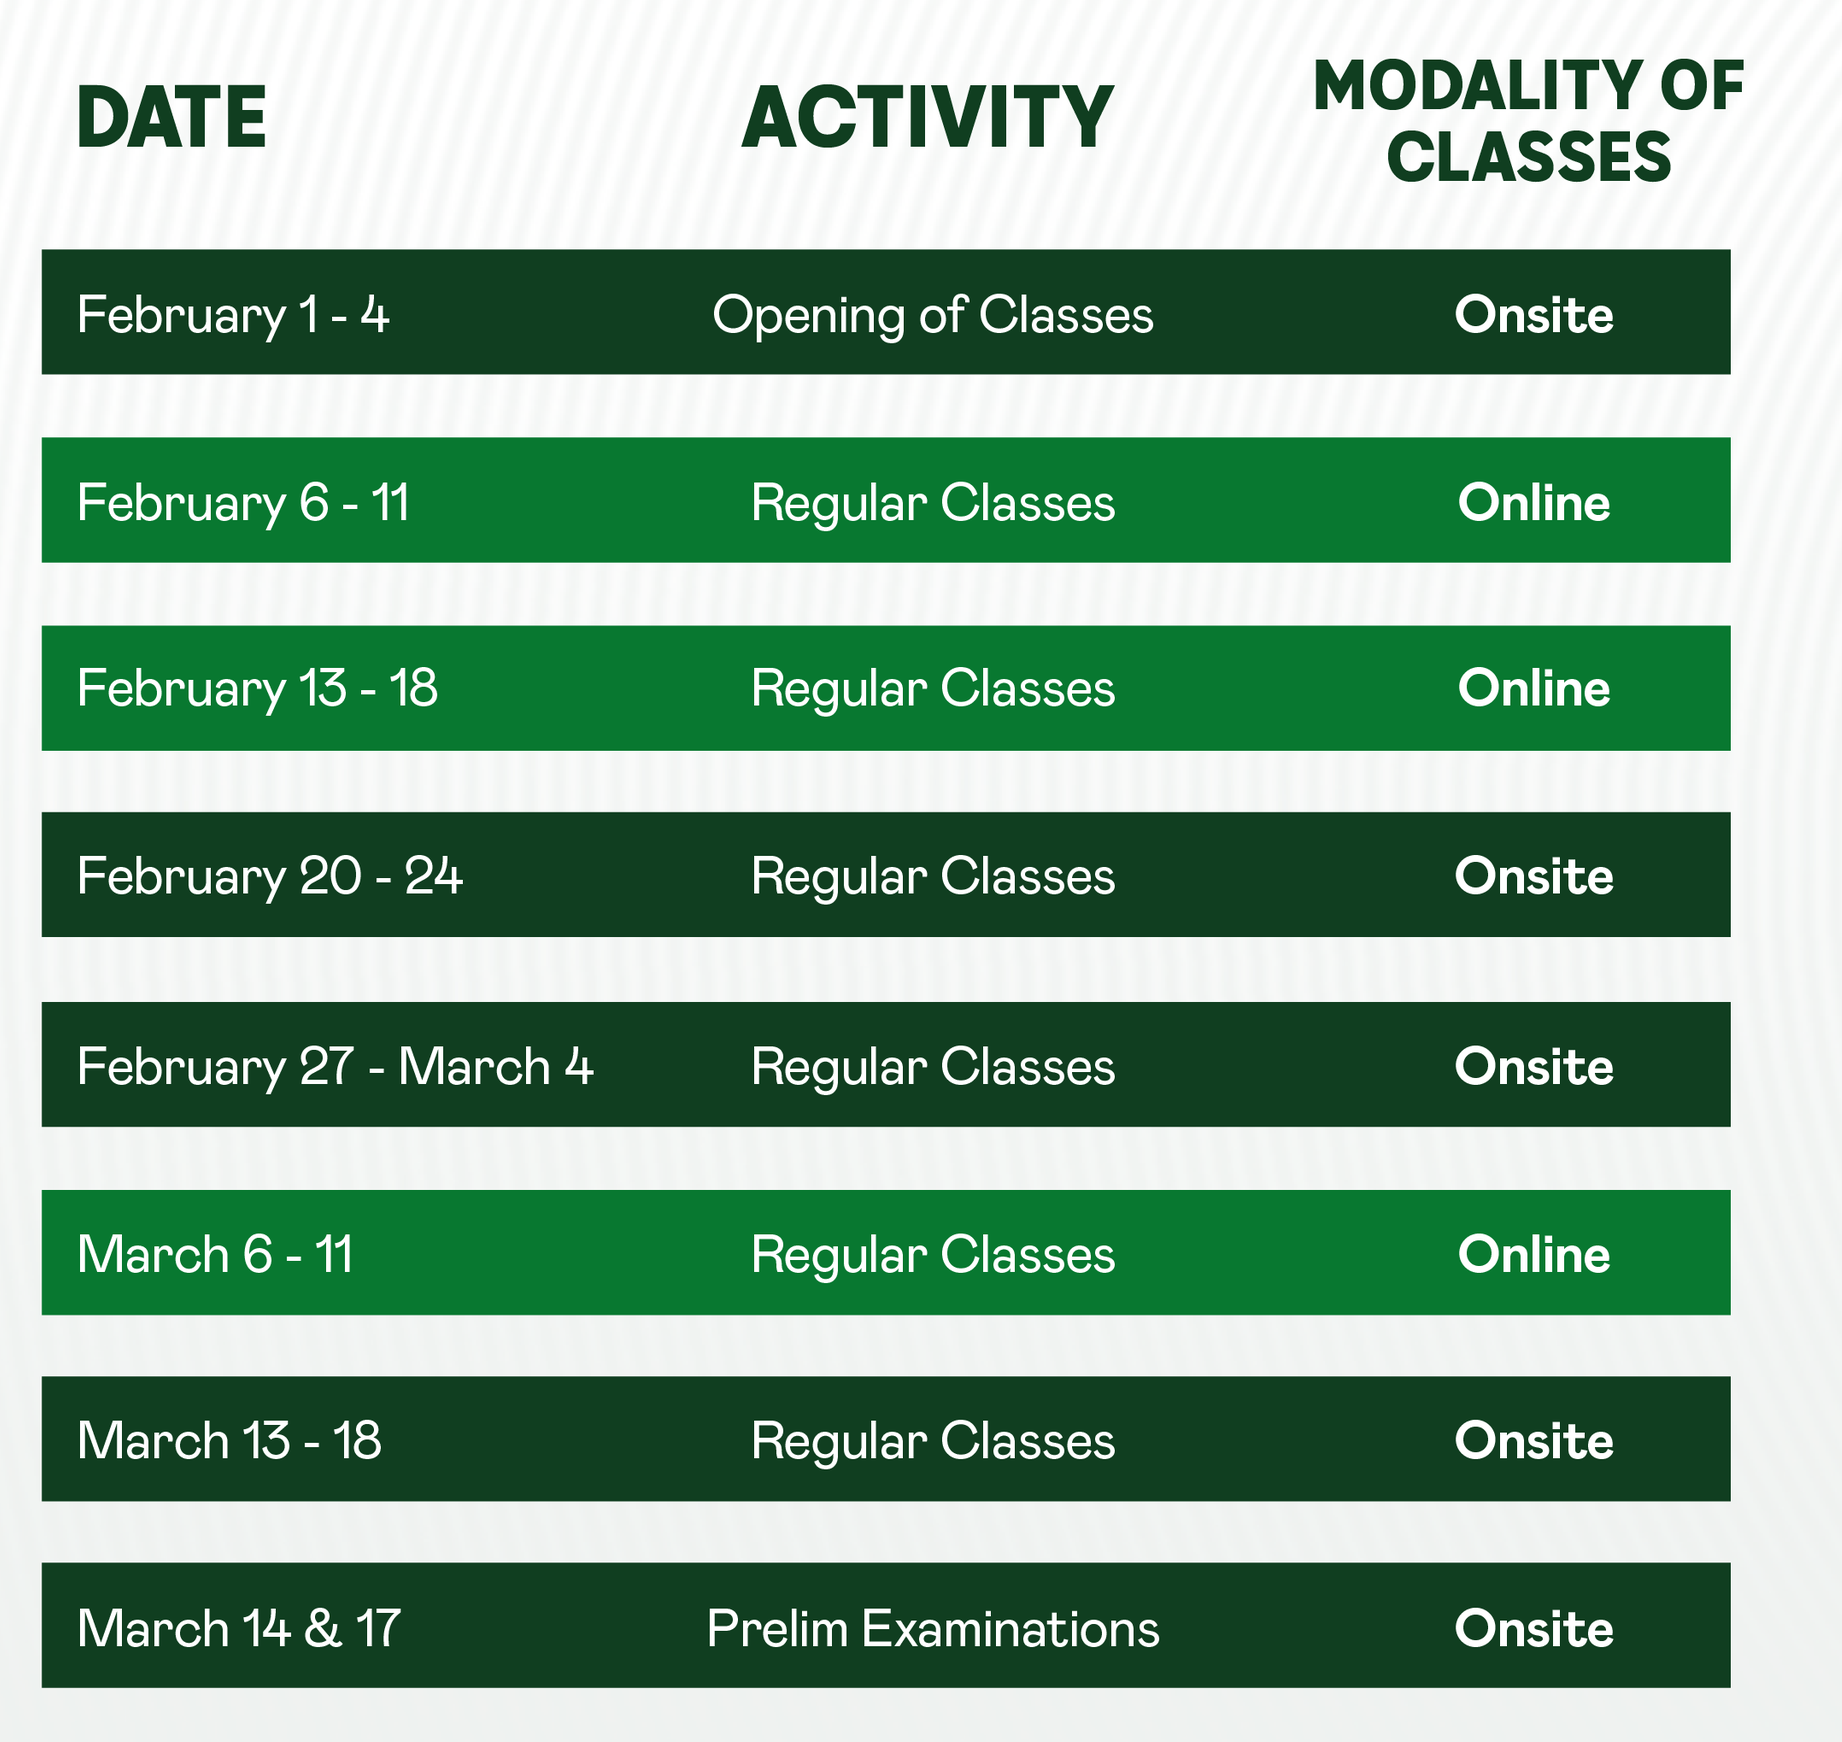 DATE ACTIVITY MODALITY OF
CLASSES
February 1 - 4 Opening of Classes Onsite
February 6 - 11 Regular Classes Online
February 13 - 18 Regular Classes Online
February 20 - 24 Regular Classes Onsite
February 27 - March 4 Regular Classes Onsite
March 6 - 11 Regular Classes Online
March 13 - 18 Regular Classes Onsite
March 14 & 17 Prelim Examinations Onsite